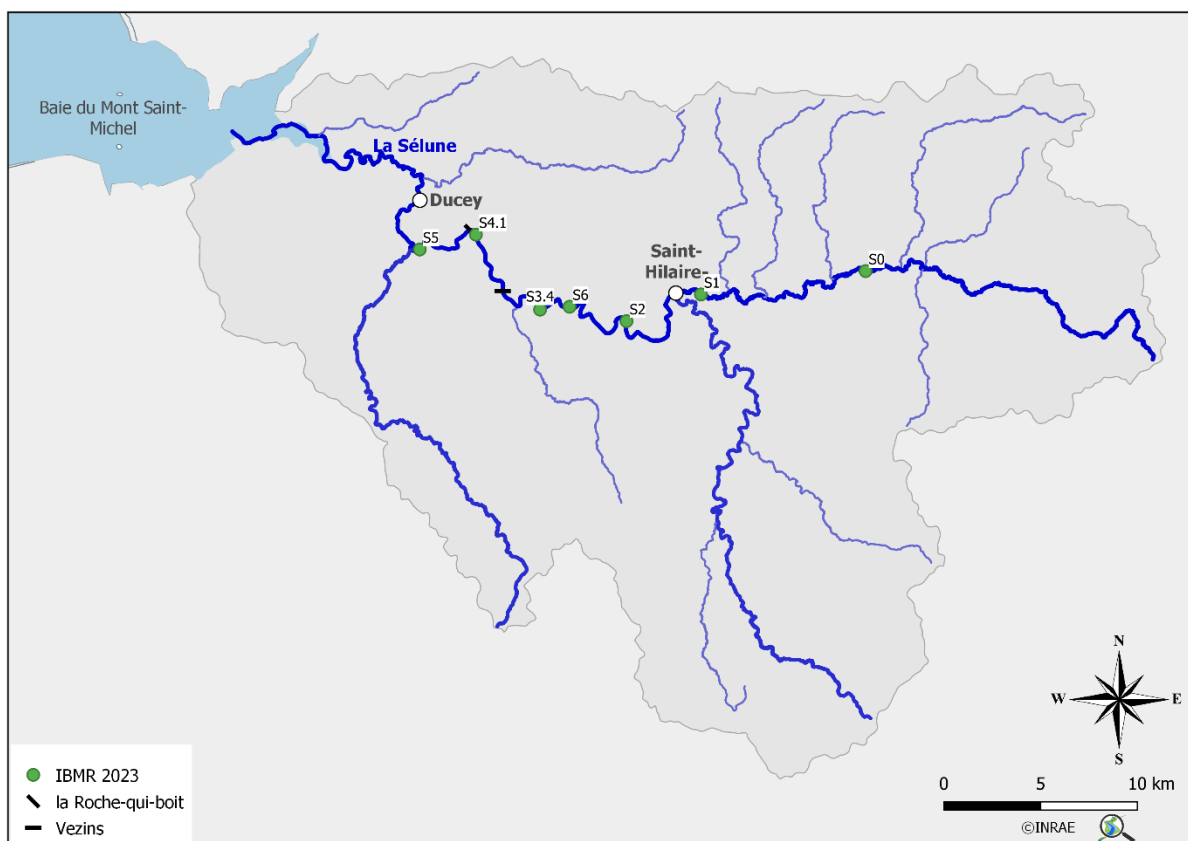 Baie du Mont Saint-
Michel
La Sélune
Ducey
S4.1
S5
Saint-
Hilaire-
S0
S1
S3.4
S6
S2
N
W
E
S
IBMR 2023
la Roche-qui-boit
Vezins
0
5
10 km
©INRAE